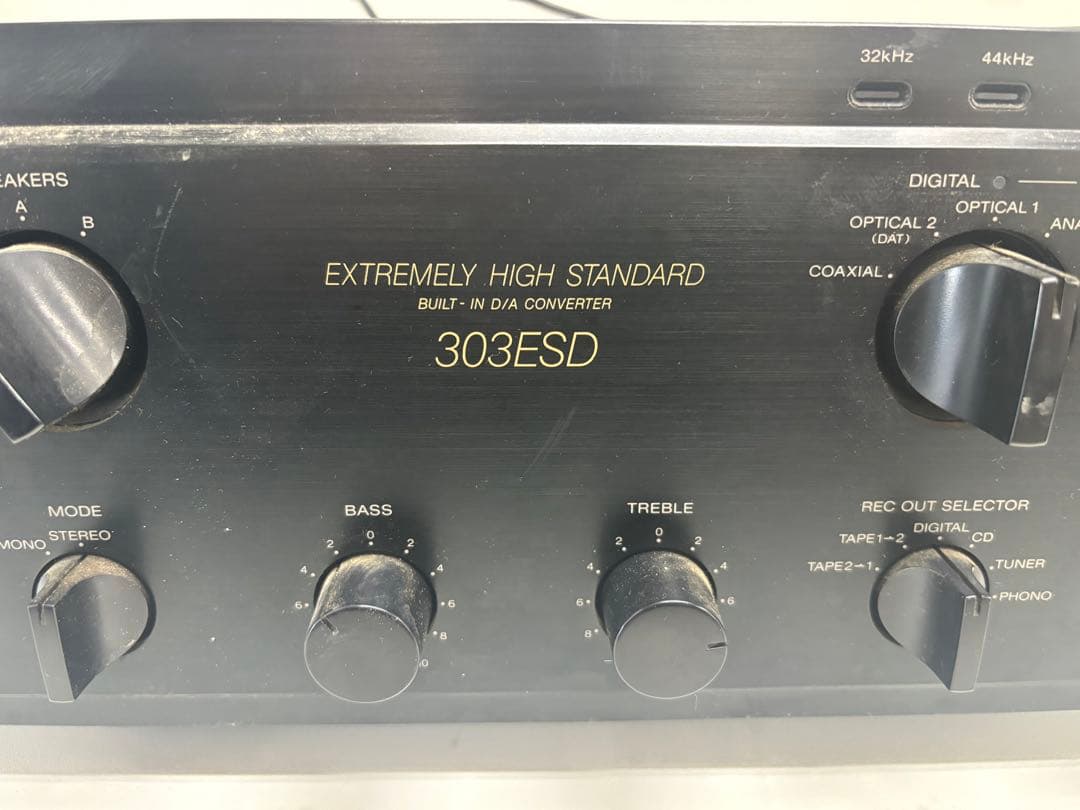 32kHz 44kHz
EAKERS
A B
DIGITAL
OPTICAL 1
OPTICAL 2
(DAT)
ANA
COAXIAL
EXTREMELY HIGH STANDARD
BUILT-IN D/A CONVERTER
303ESD
MODE
MONO STEREO
BASS
2 0 2
4 4
6 6
8
TREBLE
2 0 2
4 4
6 6
8
REC OUT SELECTOR
DIGITAL
TAPE1→2 CD
TAPE2→1 TUNER
PHONO